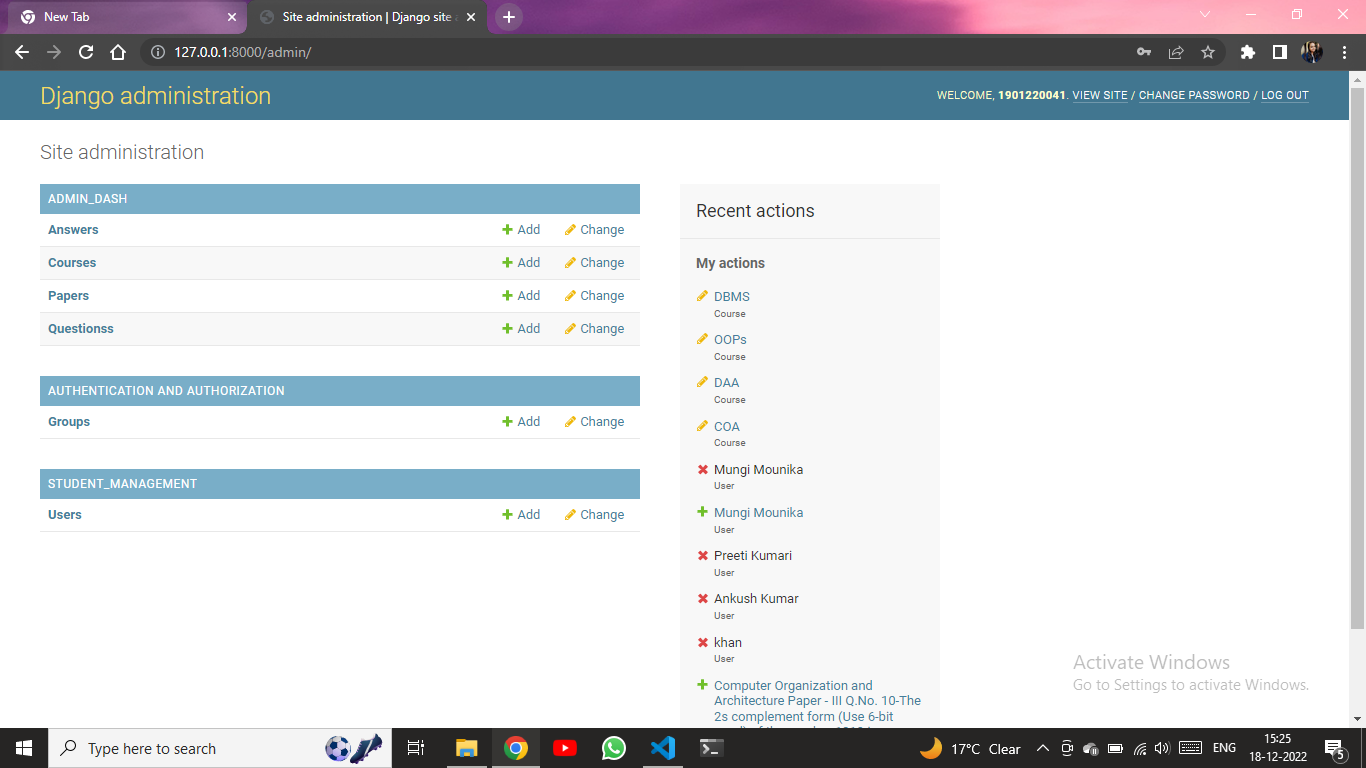 New Tab
Site administration | Django site a
127.0.0.1:8000/admin/
Django administration
WELCOME, 1901220041. VIEW SITE / CHANGE PASSWORD / LOG OUT
Site administration
ADMIN_DASH
Answers Add Change
Courses Add Change
Papers Add Change
Questionss Add Change
AUTHENTICATION AND AUTHORIZATION
Groups Add Change
STUDENT_MANAGEMENT
Users Add Change
Recent actions
My actions
DBMS
Course
OOPs
Course
DAA
Course
COA
Course
Mungi Mounika
User
Mungi Mounika
User
Preeti Kumari
User
Ankush Kumar
User
khan
User
Computer Organization and
Architecture Paper - III Q.No. 10-The
2s complement form (Use 6-bit
Activate Windows
Go to Settings to activate Windows.
Type here to search
17°C Clear
ENG
15:25
18-12-2022
5